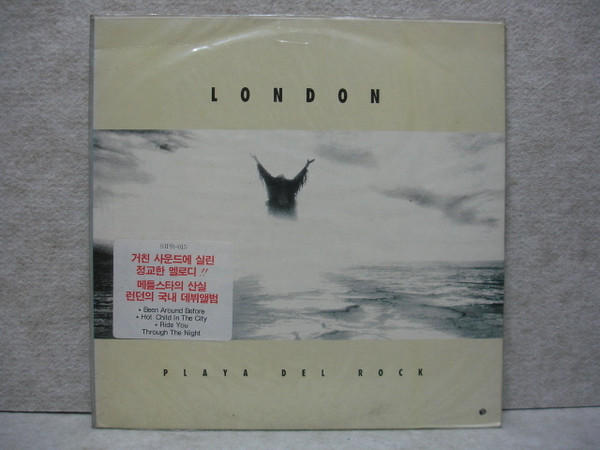 LONDON
거친 사운드에 실린
정교한 멜로디 !!
메틀스타의 산실
런던의 국내 데뷔앨범
• Been Around Before
• Hot Child In The City
• Ride You
Through The Night
PLAYA DEL ROCK